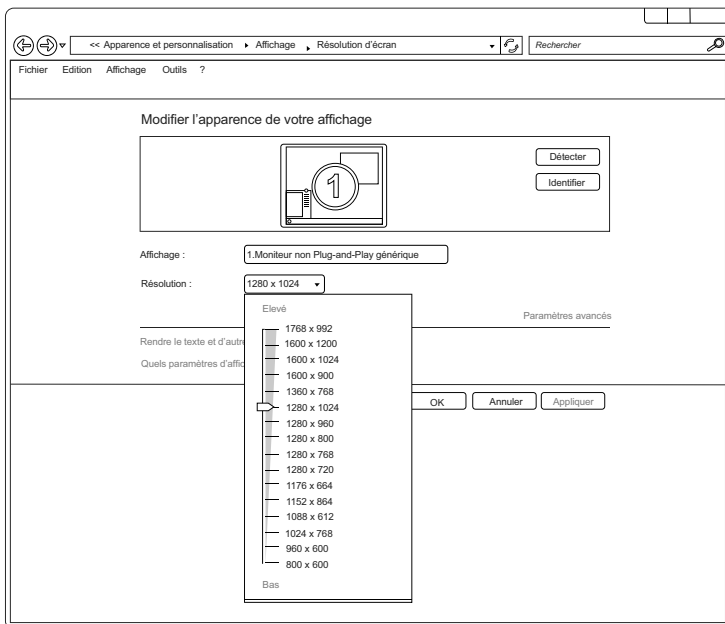 << Apparence et personnalisation Affichage Résolution d'écran Rechercher
Fichier Edition Affichage Outils ?
Modifier l'apparence de votre affichage
1
Détecter
Identifier
Affichage : 1.Moniteur non Plug-and-Play générique
Résolution : 1280 x 1024
Elevé
Paramètres avancés
1768 x 992
Rendre le texte et d'autre
1600 x 1200
1600 x 1024
Quels paramètres d'affic
1600 x 900
1360 x 768
1280 x 1024
OK Annuler Appliquer
1280 x 960
1280 x 800
1280 x 768
1280 x 720
1176 x 664
1152 x 864
1088 x 612
1024 x 768
960 x 600
800 x 600
Bas